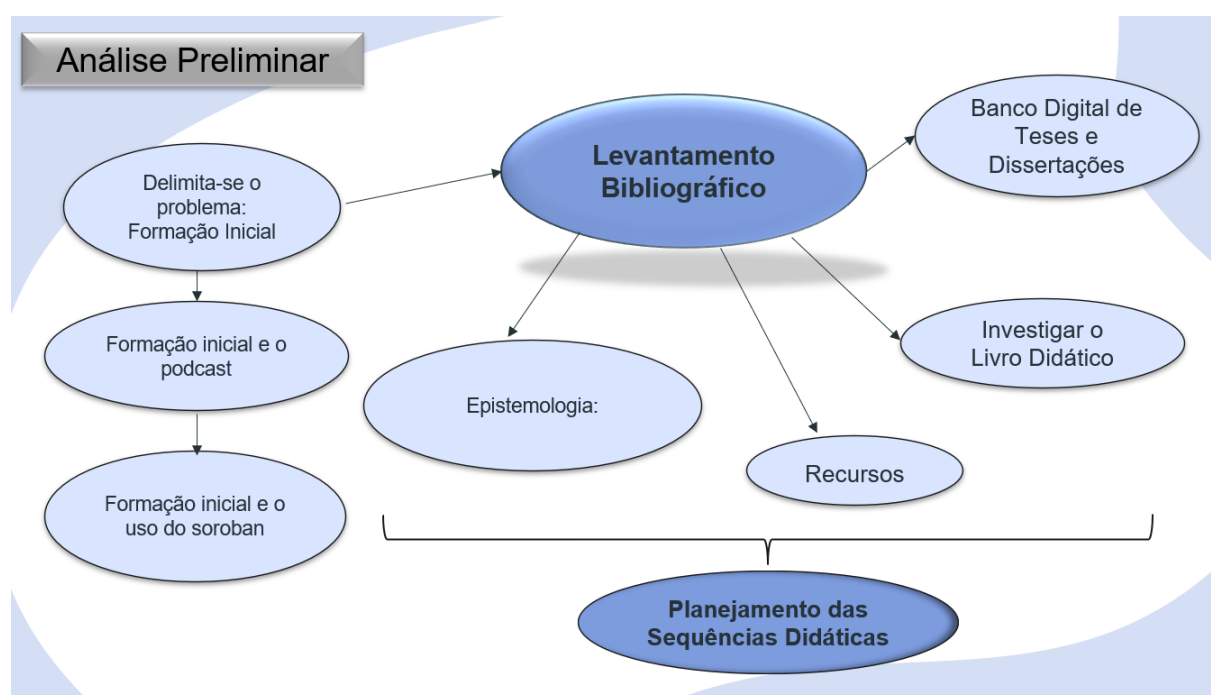 Análise Preliminar
Delimita-se o
problema:
Formação Inicial
Formação inicial e o
podcast
Formação inicial e o
uso do soroban
Levantamento
Bibliográfico
Banco Digital de
Teses e
Dissertações
Investigar o
Livro Didático
Epistemologia:
Recursos
Planejamento das
Sequências Didáticas